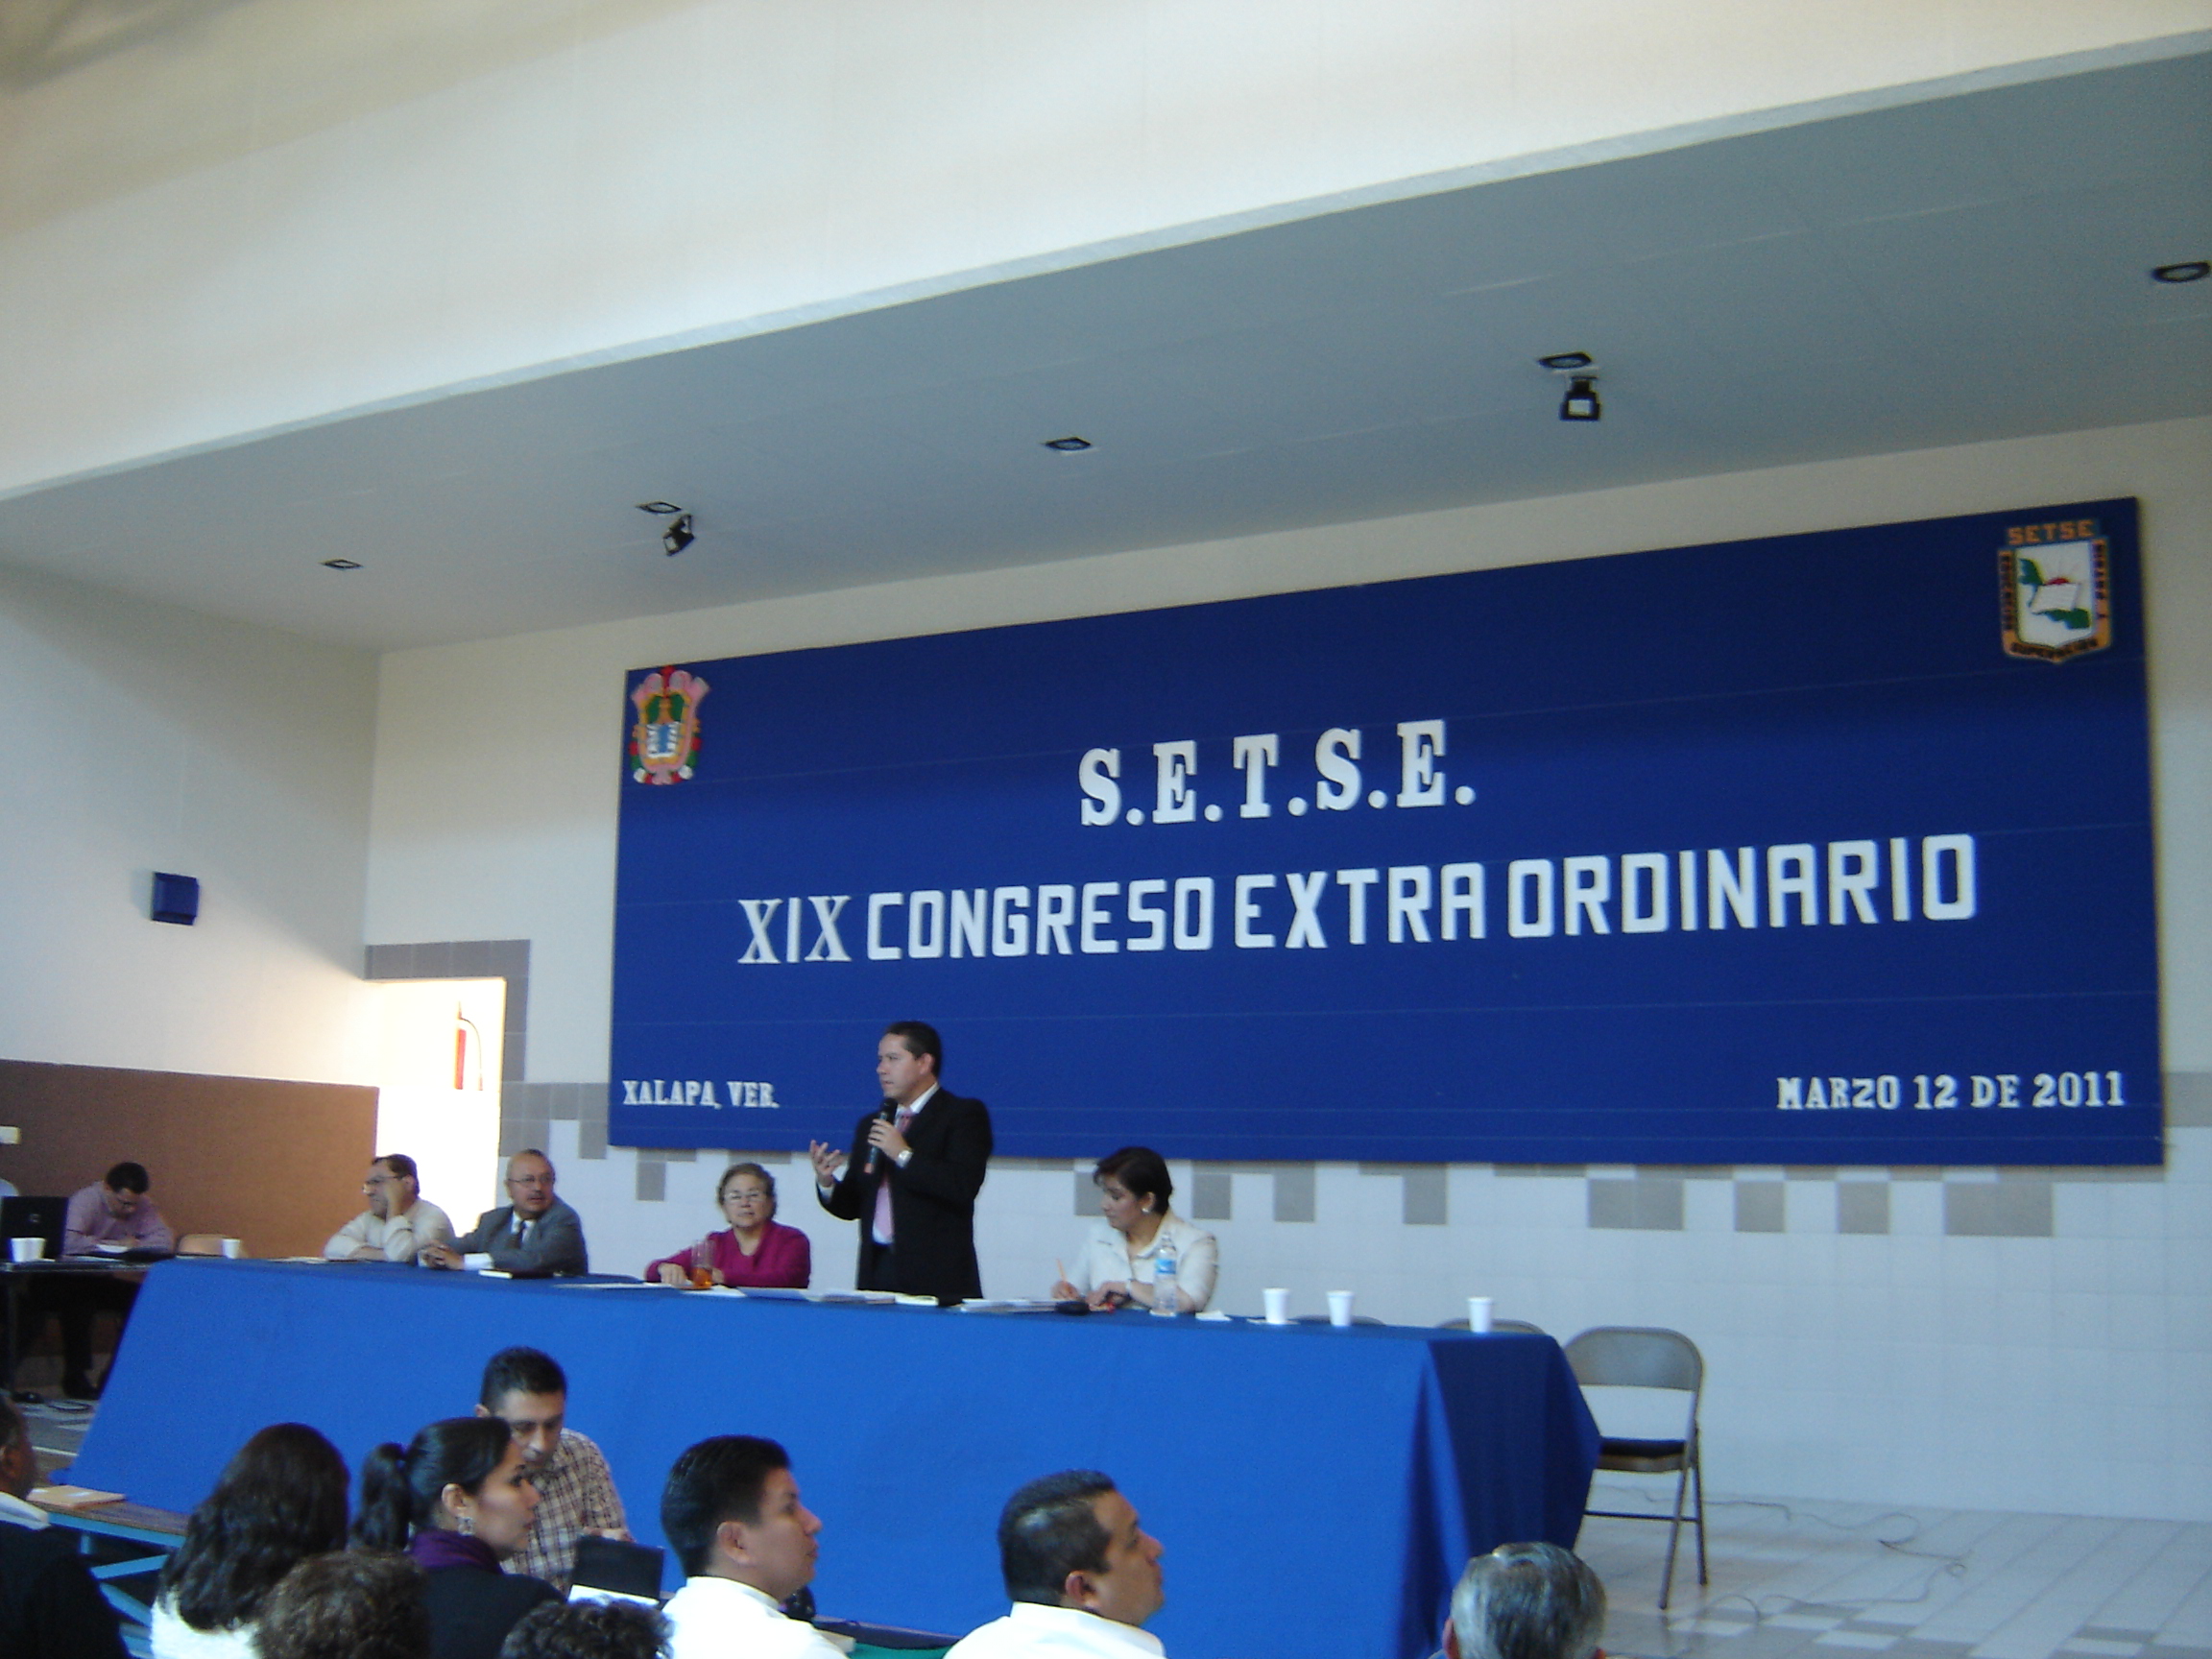 SETSE
S.E.T.S.E.
XIX CONGRESO EXTRA ORDINARIO
XALAPA, VER.
MARZO 12 DE 2011